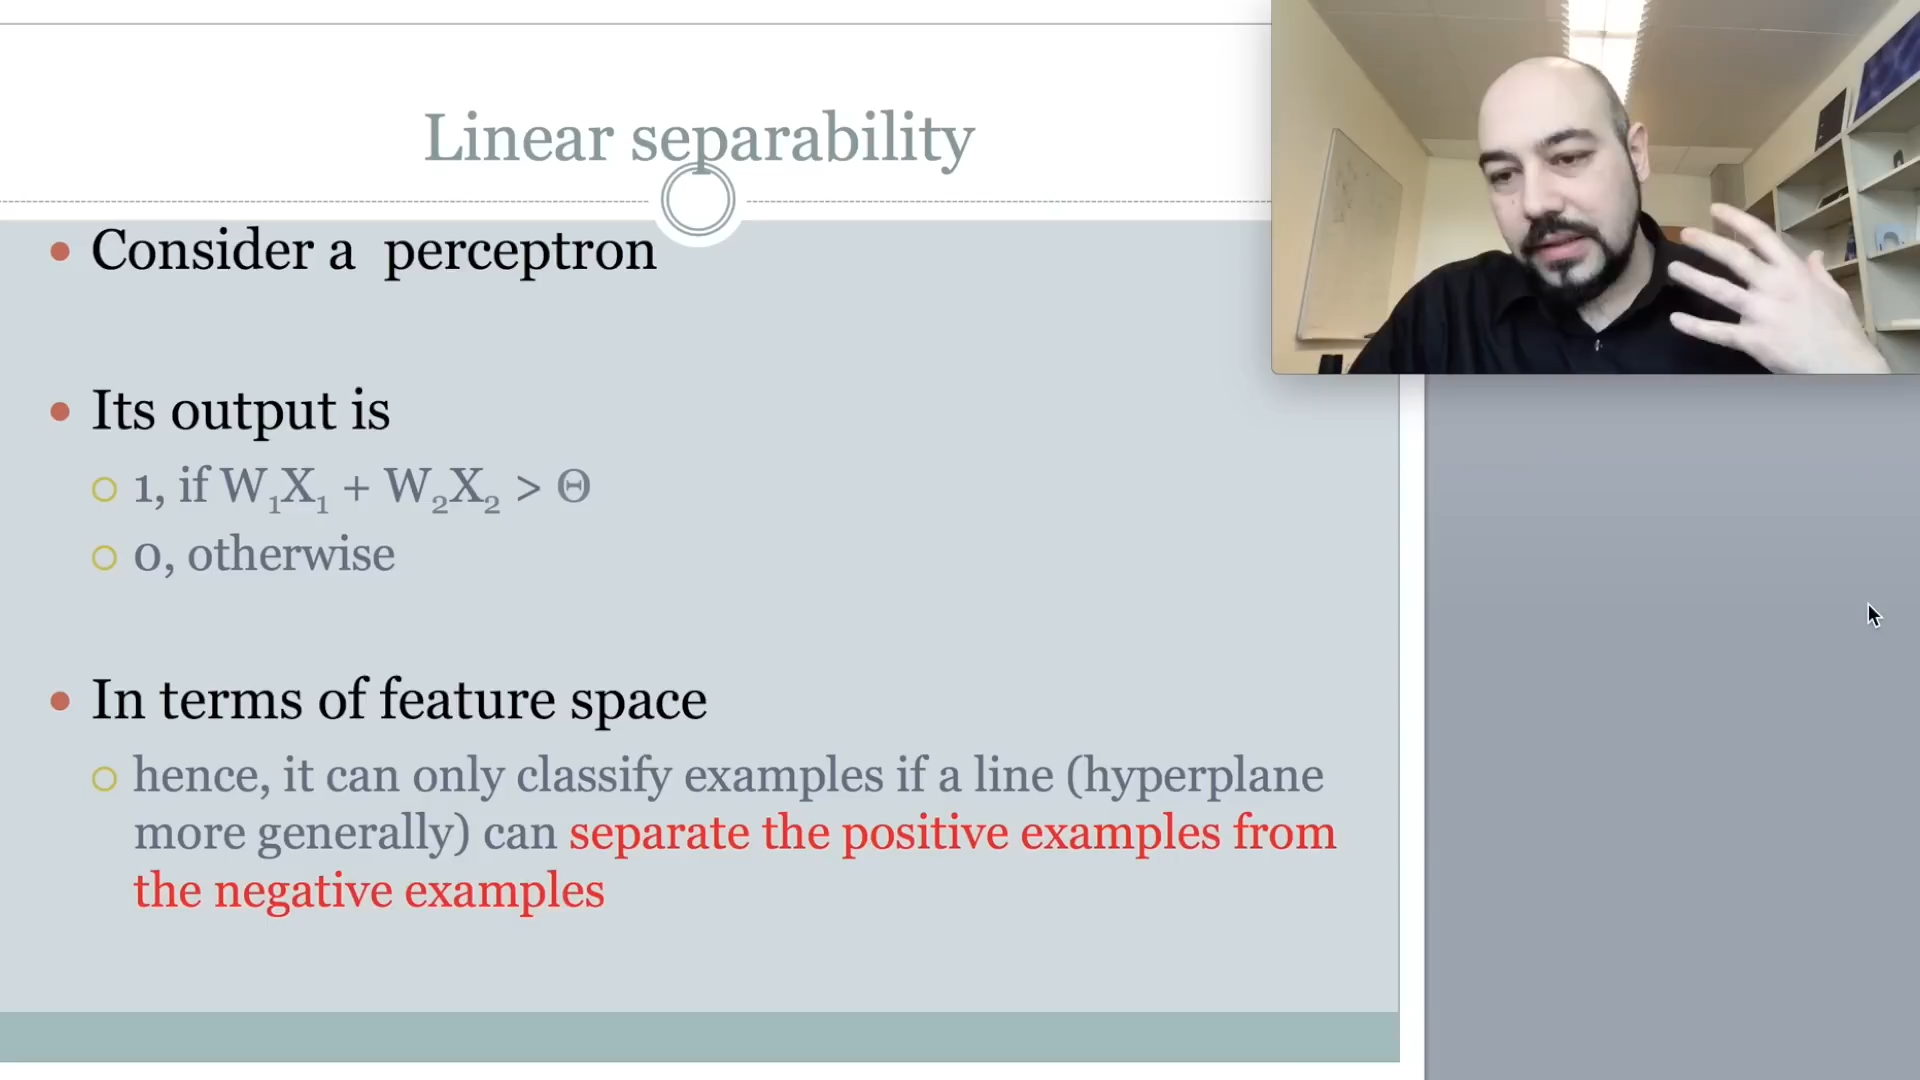 Linear separability
• Consider a perceptron
• Its output is
○ 1, if W₁X₁ + W₂X₂ > Θ
○ 0, otherwise
• In terms of feature space
○ hence, it can only classify examples if a line (hyperplane
more generally) can separate the positive examples from
the negative examples